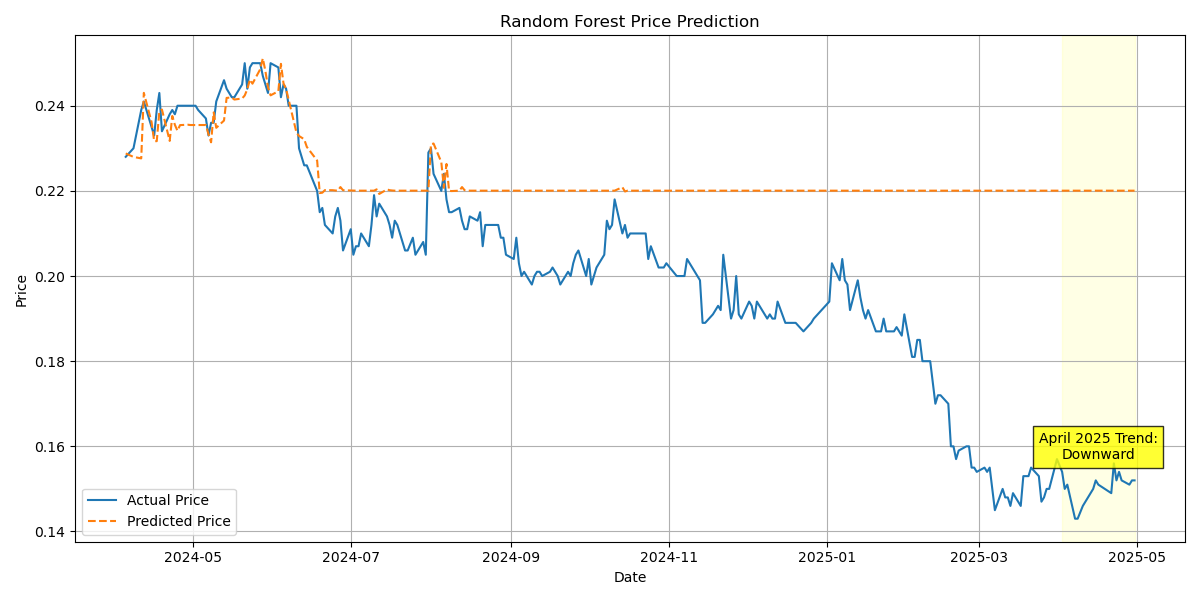 Random Forest Price Prediction
Price
0.24
0.22
0.20
0.18
0.16
0.14
April 2025 Trend:
Downward
Actual Price
Predicted Price
2024-05
2024-07
2024-09
2024-11
2025-01
2025-03
2025-05
Date